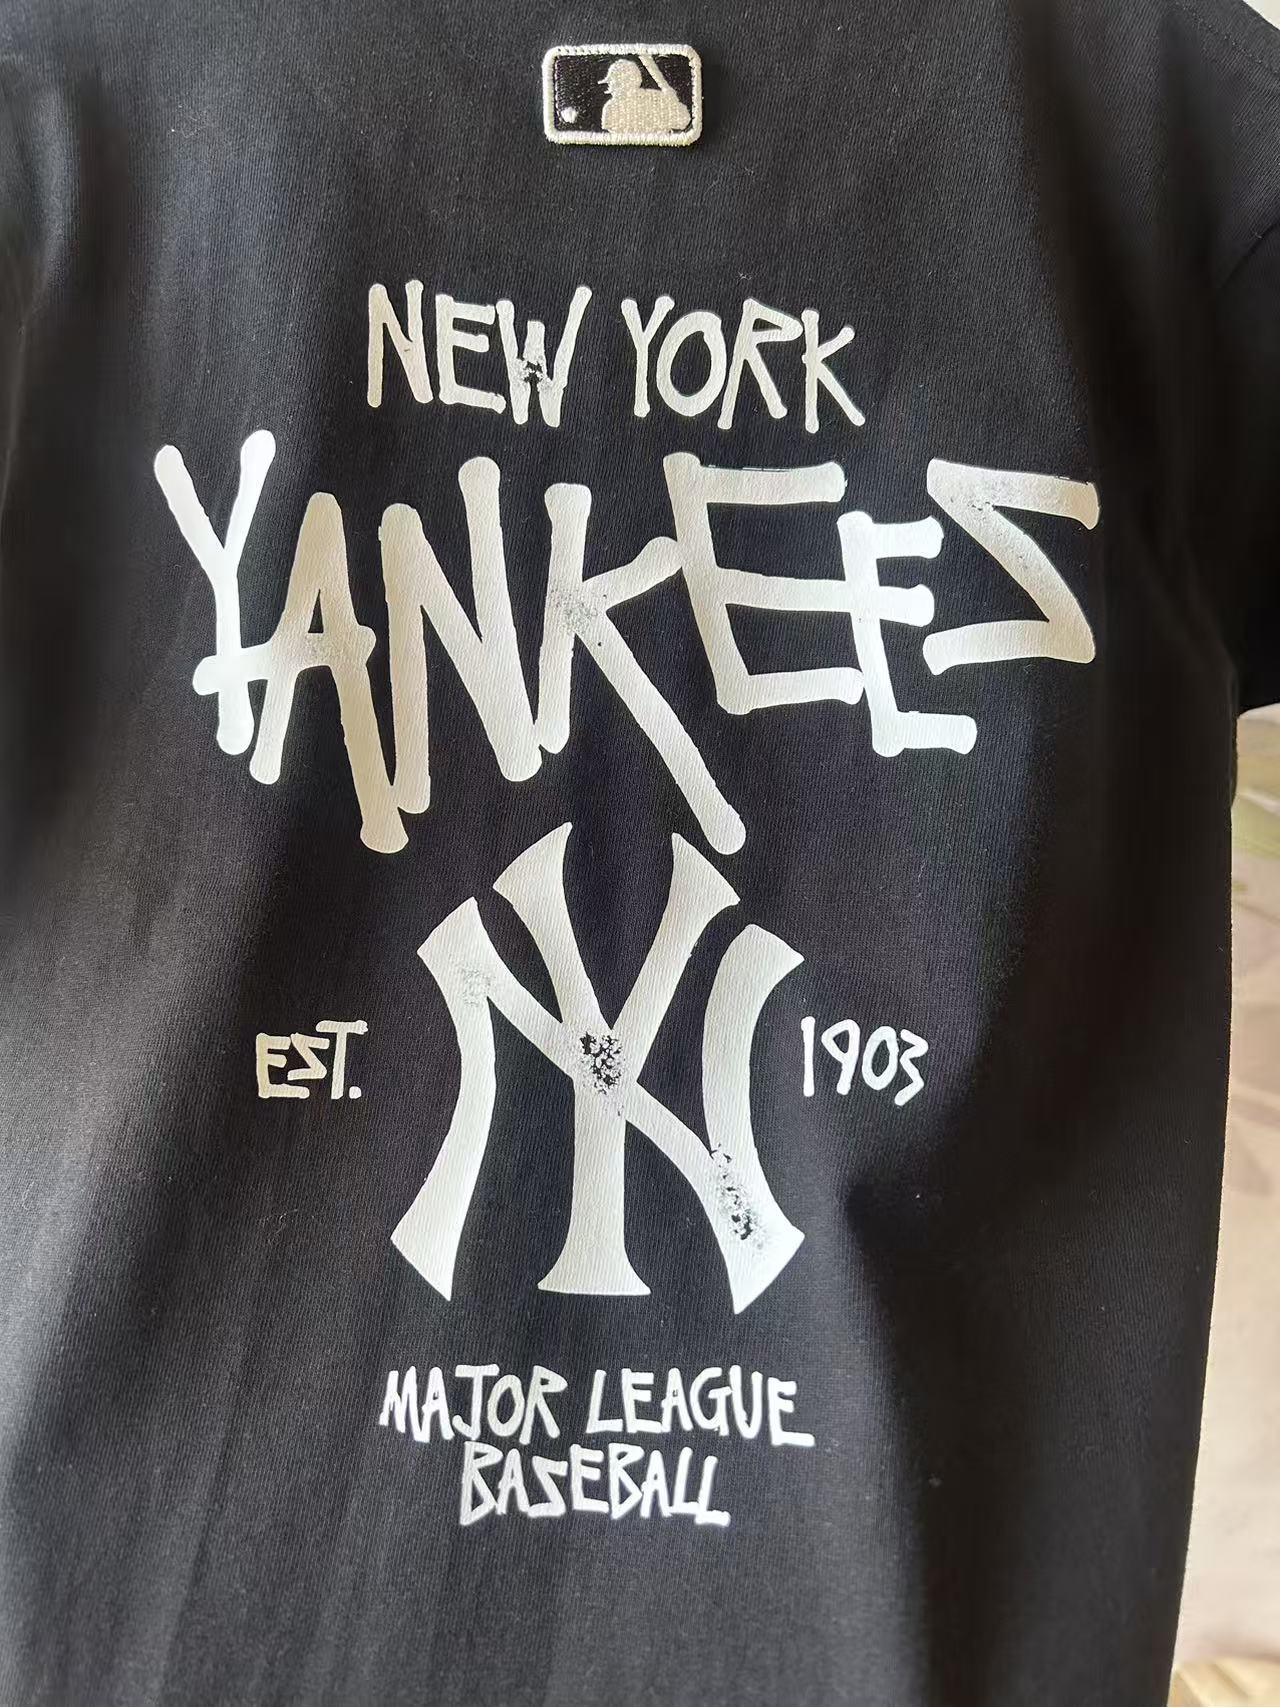 NEW YORK
YANKEES
NY
EST. 1903
MAJOR LEAGUE
BASEBALL